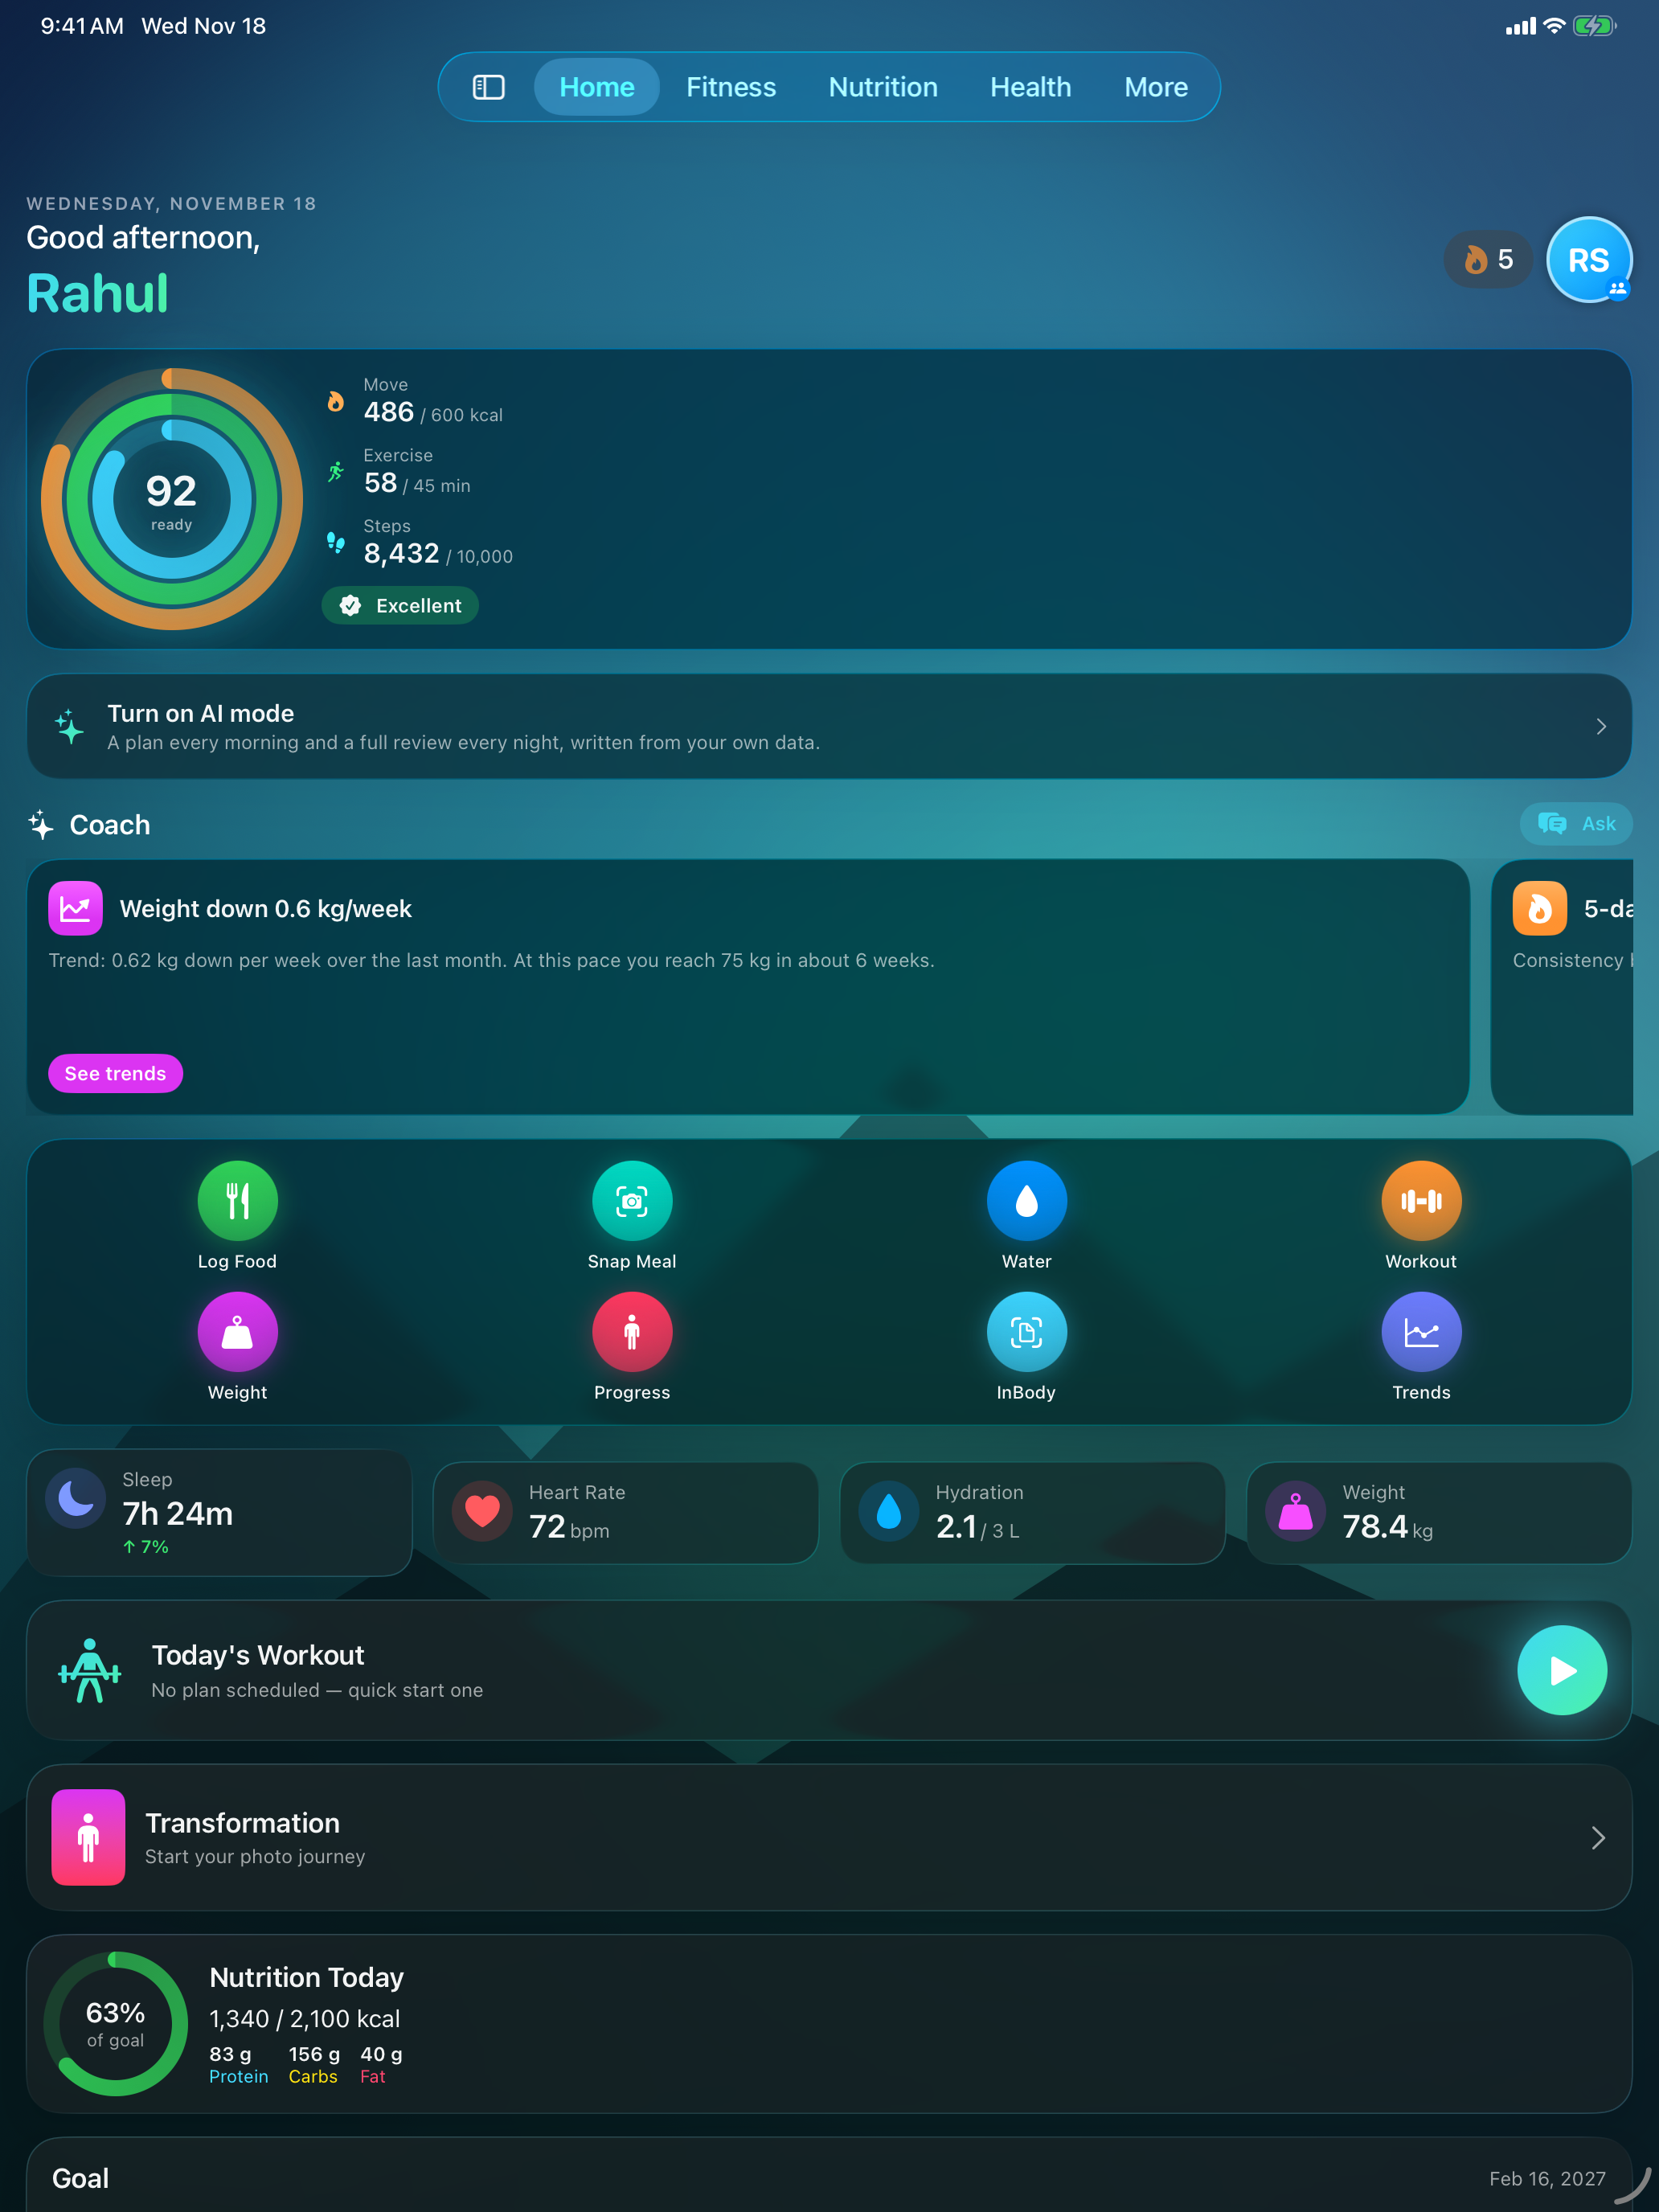 9:41 AM Wed Nov 18
Home Fitness Nutrition Health More
WEDNESDAY, NOVEMBER 18
Good afternoon,
Rahul
5
RS
92
ready
Move
486 / 600 kcal
Exercise
58 / 45 min
Steps
8,432 / 10,000
Excellent
Turn on AI mode
A plan every morning and a full review every night, written from your own data.
Coach
Ask
Weight down 0.6 kg/week
Trend: 0.62 kg down per week over the last month. At this pace you reach 75 kg in about 6 weeks.
See trends
5-da
Consistency
Log Food
Snap Meal
Water
Workout
Weight
Progress
InBody
Trends
Sleep
7h 24m
↑ 7%
Heart Rate
72 bpm
Hydration
2.1 / 3 L
Weight
78.4 kg
Today's Workout
No plan scheduled — quick start one
Transformation
Start your photo journey
63%
of goal
Nutrition Today
1,340 / 2,100 kcal
83 g 156 g 40 g
Protein Carbs Fat
Goal
Feb 16, 2027